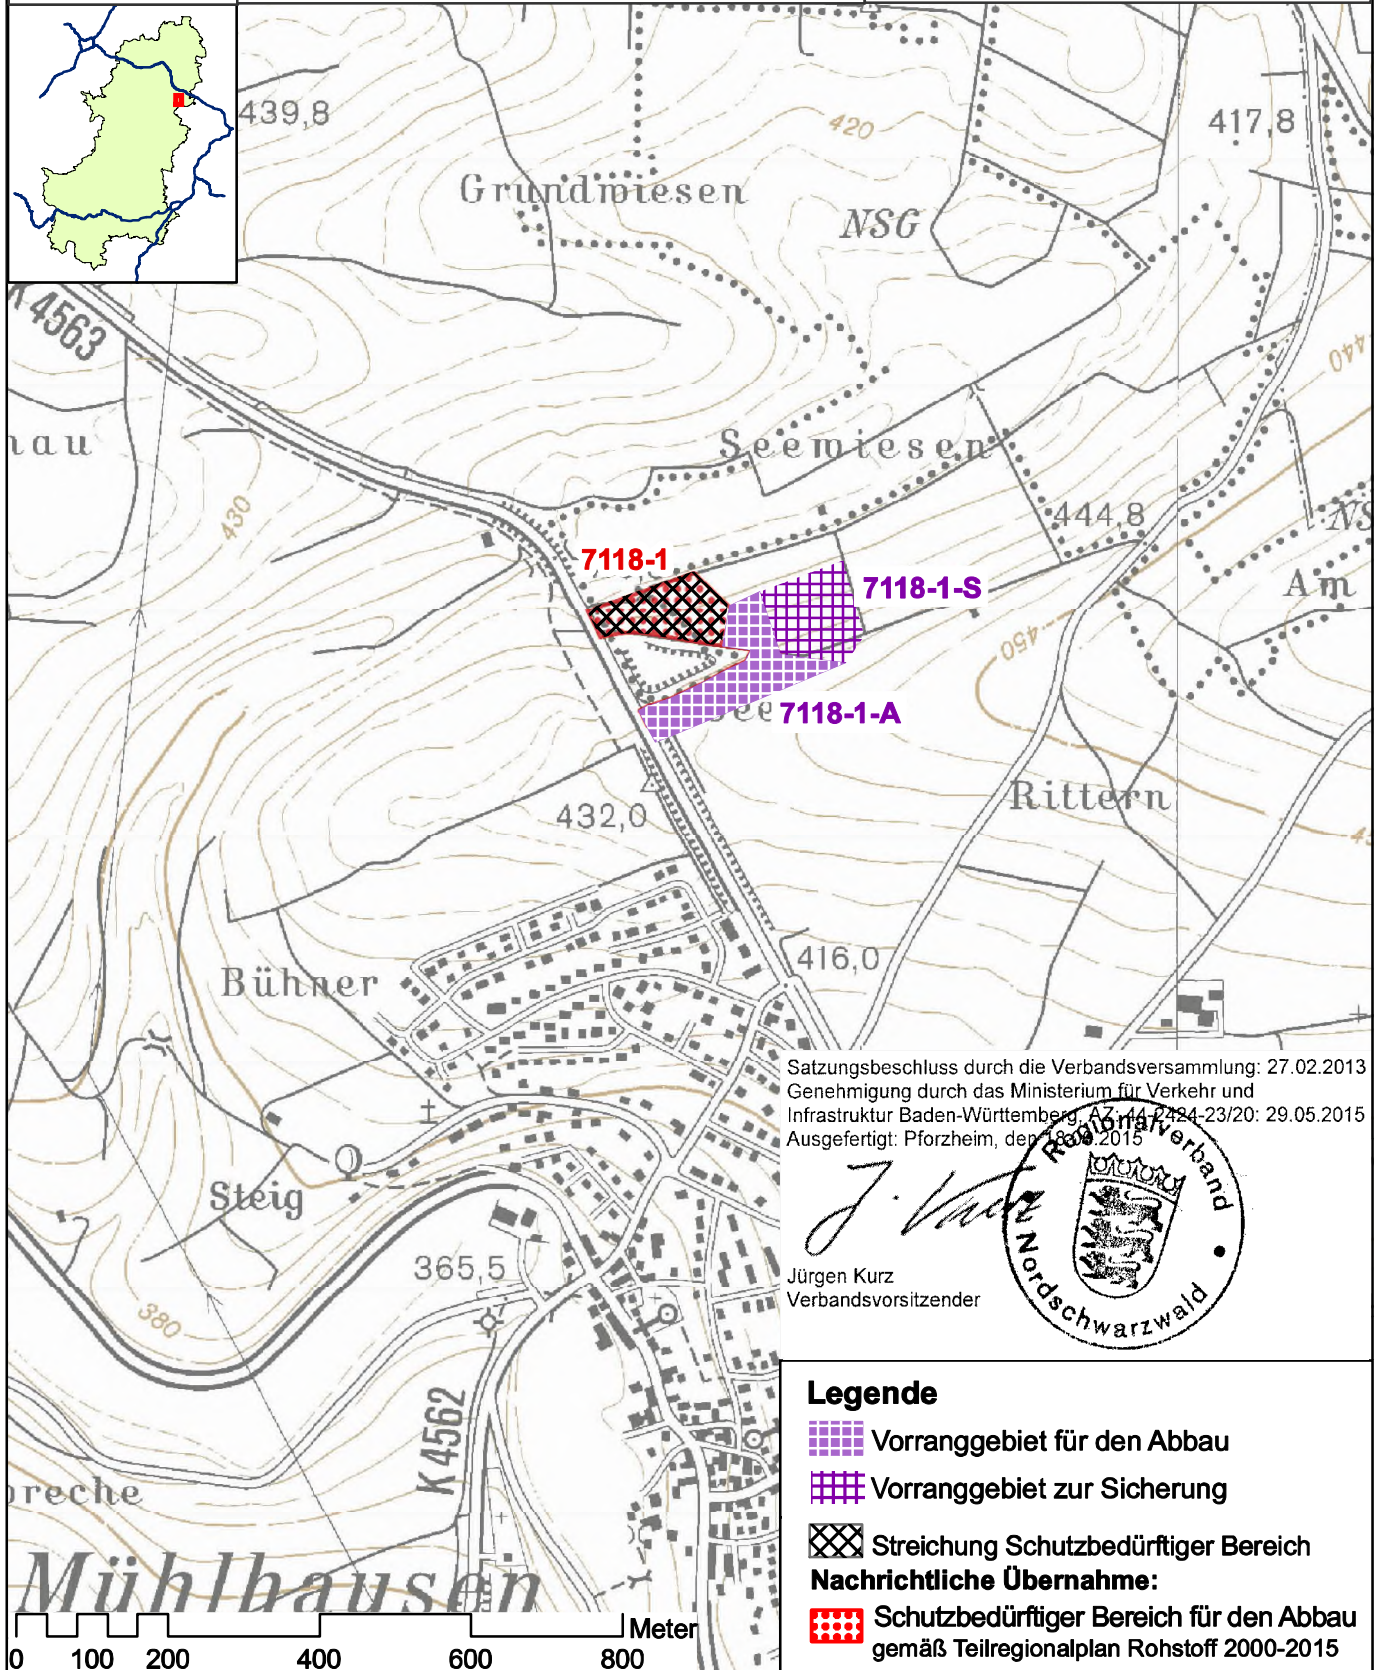 439,8
420
417,8
Grundwiesen
NSG
K 4563
440
Seewiesen
430
444,8
7118-1
7118-1-S
Am
450
7118-1-A
Rittern
432,0
Bühner
416,0
Satzungsbeschluss durch die Verbandsversammlung: 27.02.2013
Genehmigung durch das Ministerium für Verkehr und
Infrastruktur Baden-Württemberg, AZ: 44-2424-23/20: 29.05.2015
Ausgefertigt: Pforzheim, den 2015
Regionalverband
Nordschwarzwald
Steig
365,5
Jürgen Kurz
Verbandsvorsitzender
380
K 4562
Legende
Vorranggebiet für den Abbau
Vorranggebiet zur Sicherung
Streichung Schutzbedürftiger Bereich
Nachrichtliche Übernahme:
Schutzbedürftiger Bereich für den Abbau
gemäß Teilregionalplan Rohstoff 2000-2015
breche
Mühlhausen
Meter
0 100 200 400 600 800